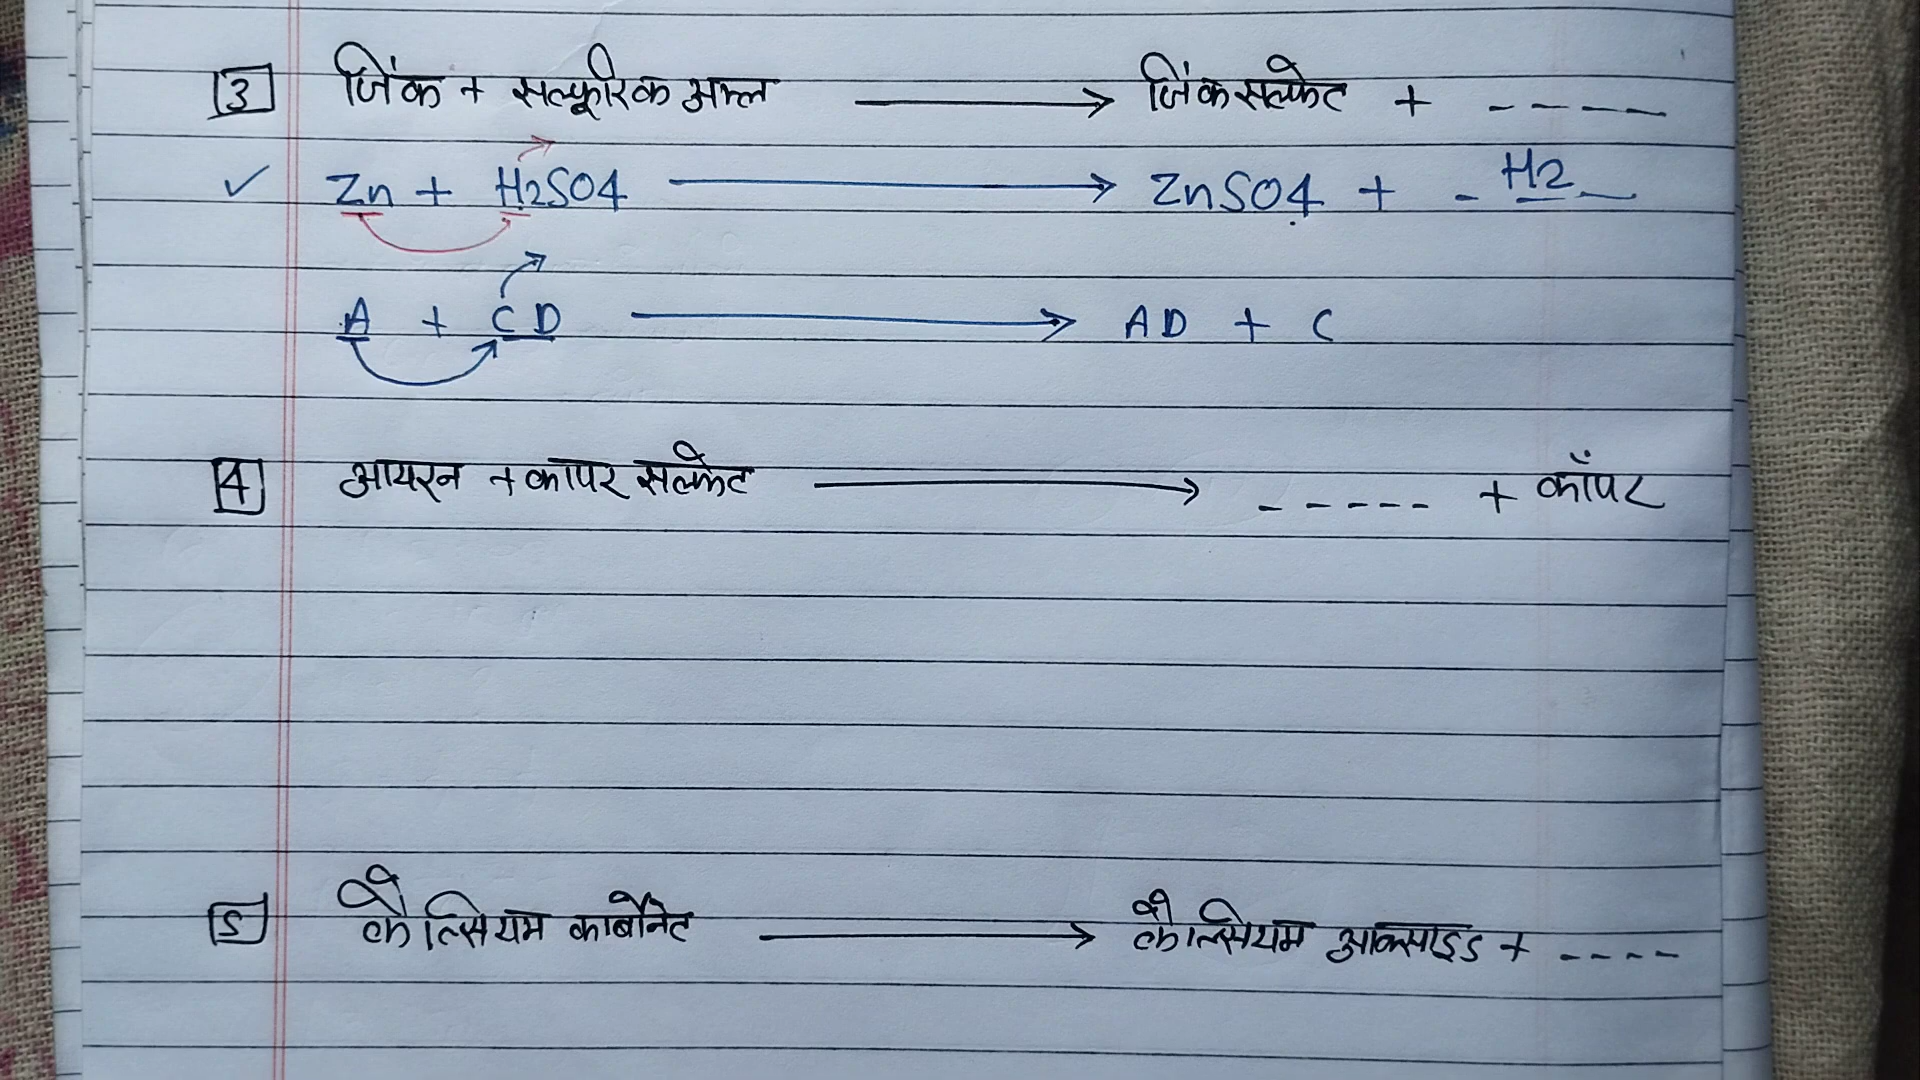 3 जिंक + सल्फ्यूरिक अम्ल → जिंक सल्फेट + -----
✓ Zn + H2SO4 → ZnSO4 + - H2 --
A + CD → AD + C
4 आयरन + कापर सल्फेट → ----- + कॉपर
5 कैल्सियम कार्बोनेट → कैल्सियम आक्साइड + ----